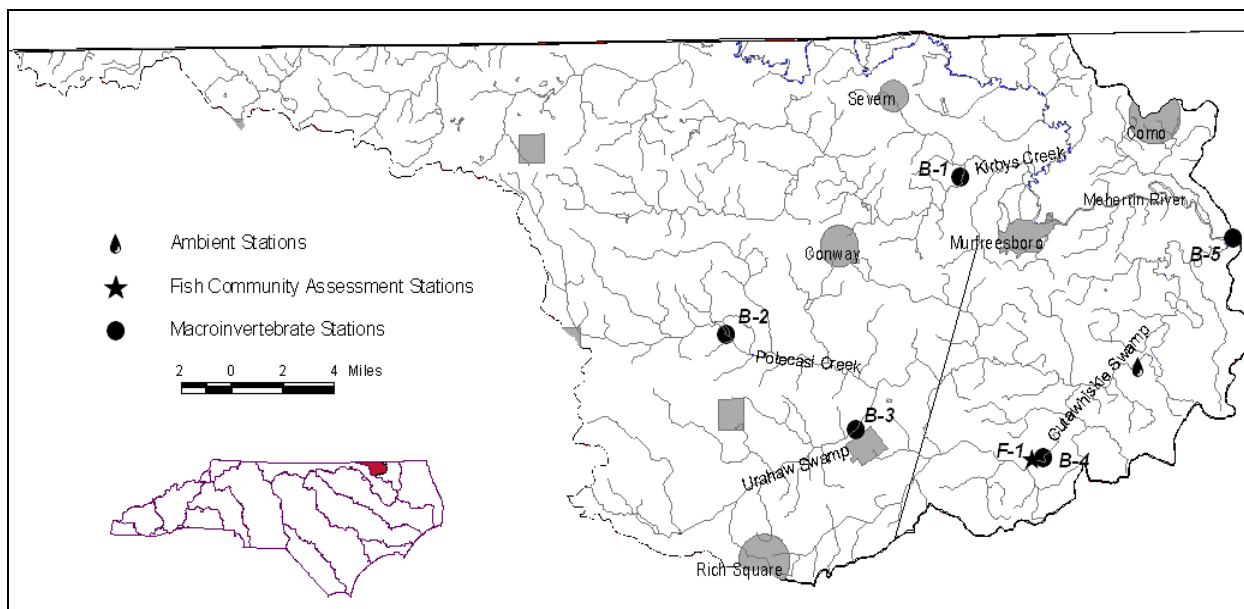 Severn
Como
B-1
Kirbys Creek
Meherrin River
Ambient Stations
Murfreesboro
Conway
B-5
Fish Community Assessment Stations
B-2
Macroinvertebrate Stations
Potecasi Creek
Cutawhiskie Swamp
2 0 2 4 Miles
B-3
Urahaw Swamp
F-1
B-4
Rich Square